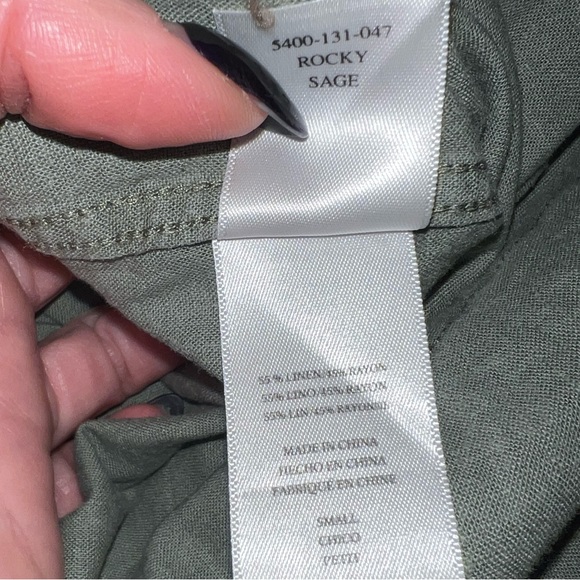 5400-131-047
ROCKY
SAGE
55 % LINEN/45% RAYON
55% LINO/45% RAYON
55% LIN/45% RAYONNE
MADE IN CHINA
HECHO EN CHINA
FABRIQUÉ EN CHINE
SMALL
CHICO
PETIT